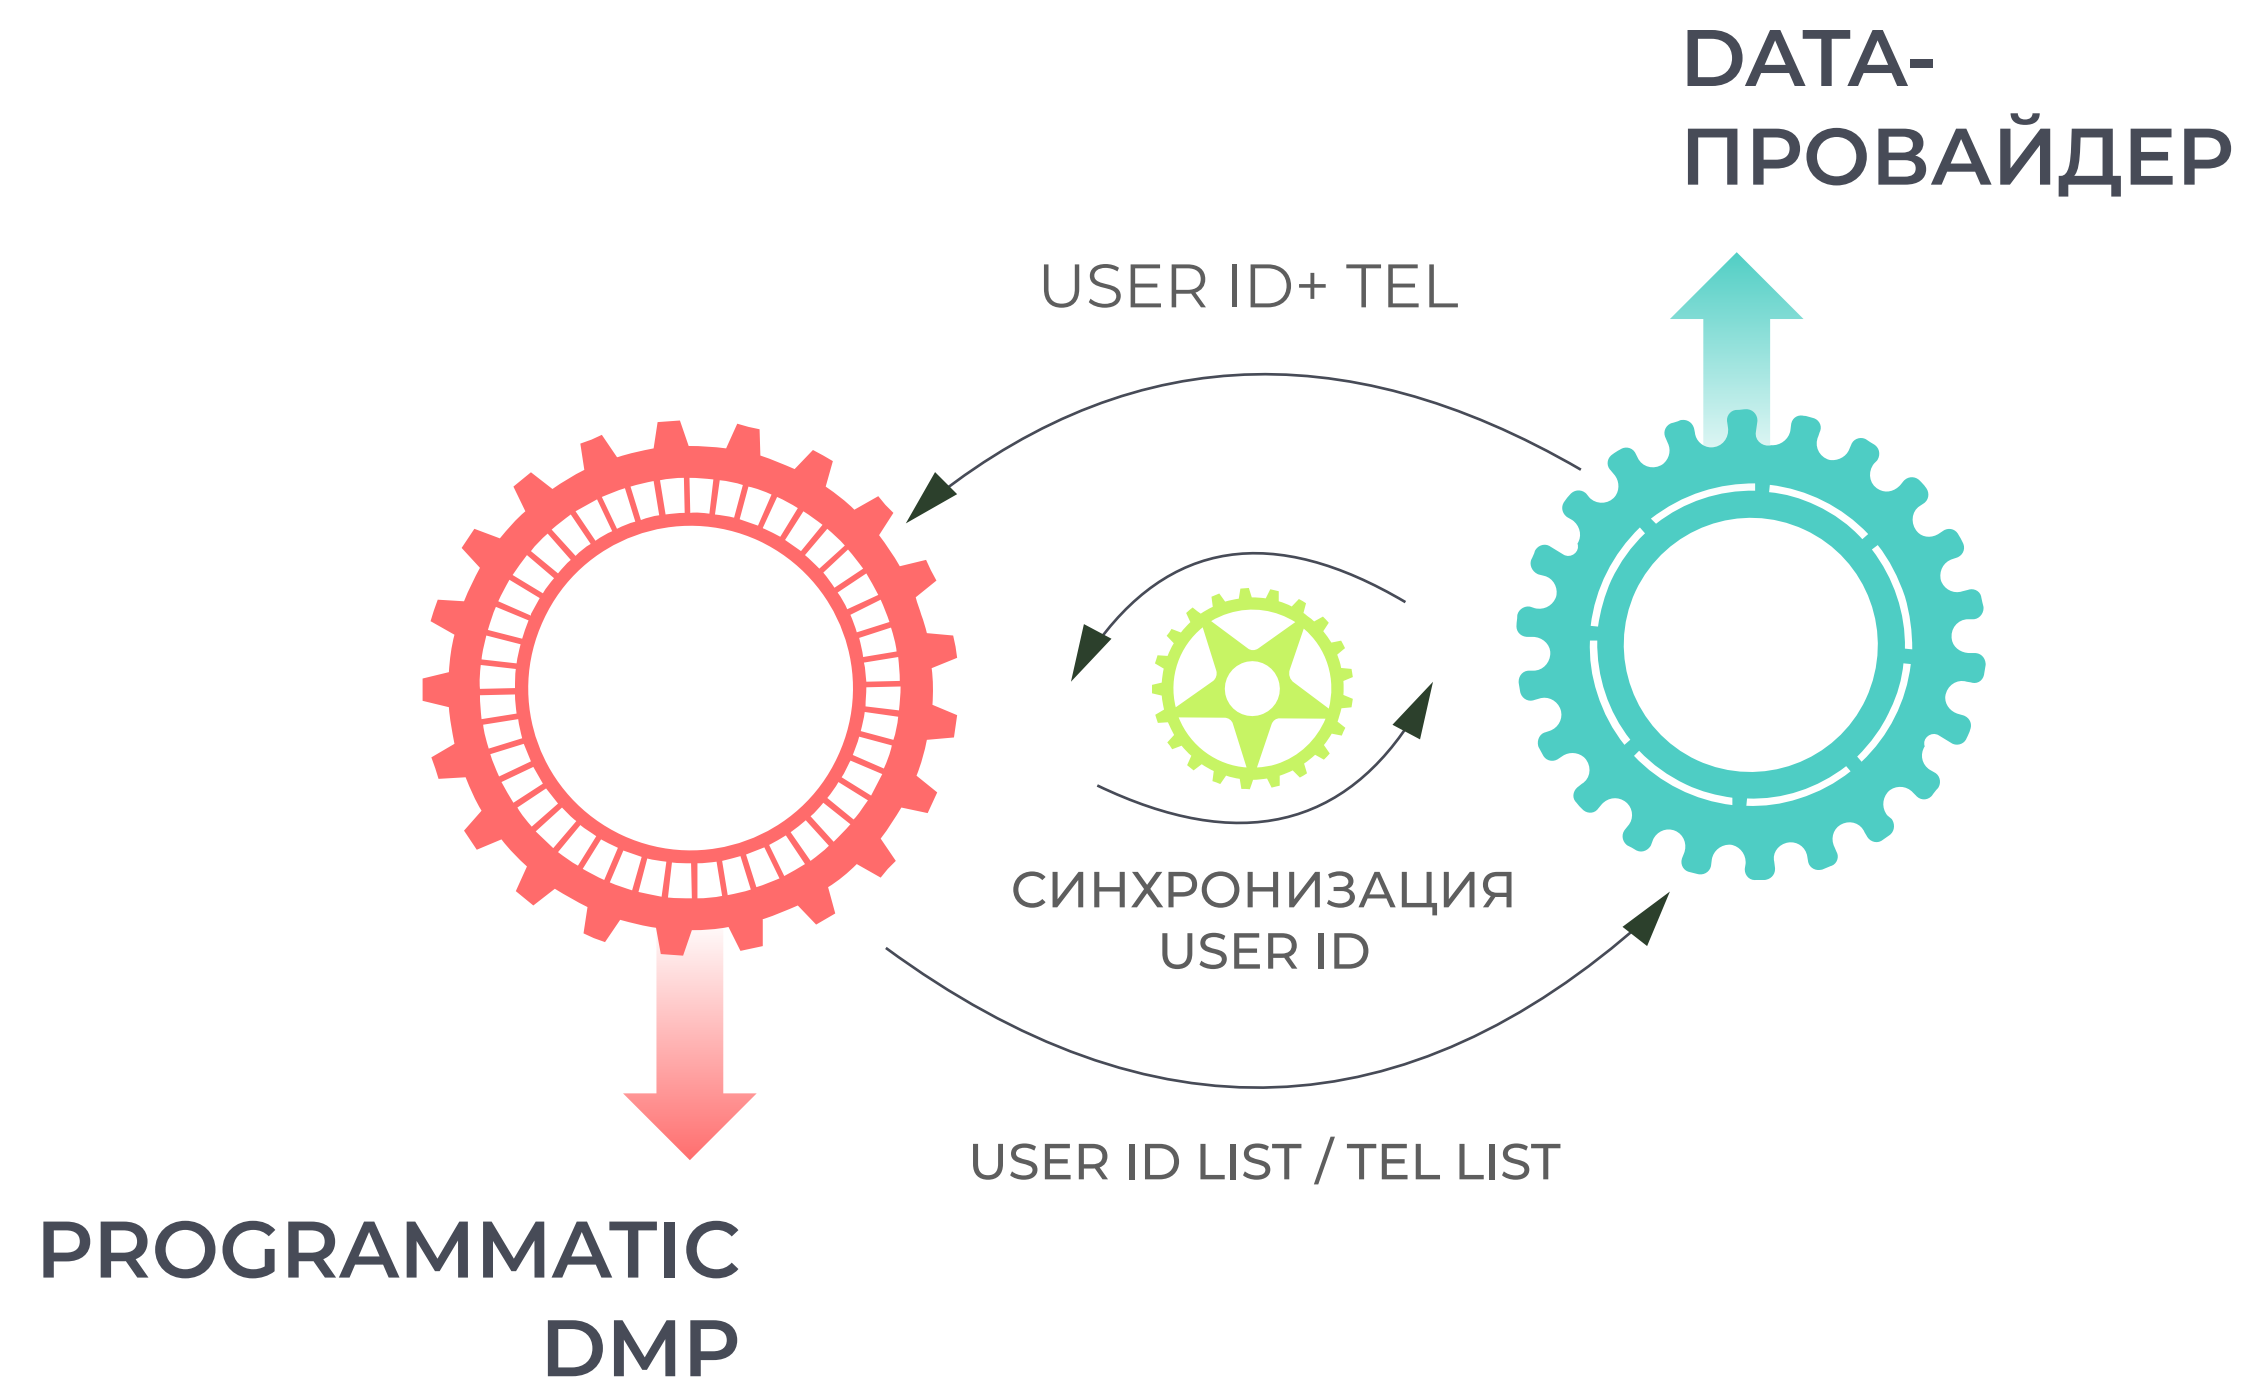 DATA-
ПРОВАЙДЕР
USER ID+ TEL
СИНХРОНИЗАЦИЯ
USER ID
USER ID LIST / TEL LIST
PROGRAMMATIC
DMP